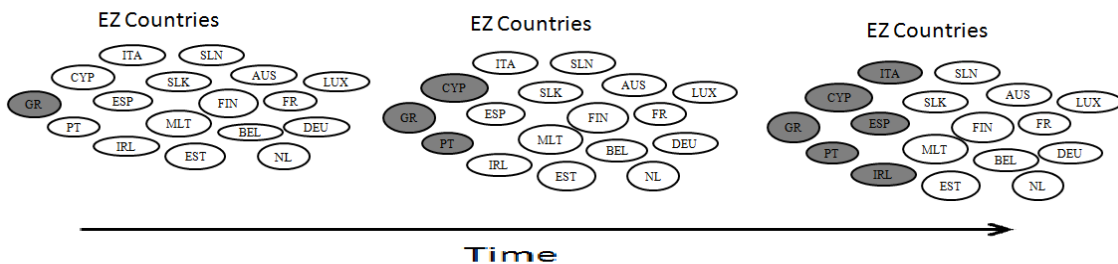 EZ Countries
ITA SLN
CYP SLK AUS LUX
GR ESP FIN FR
PT MLT BEL DEU
IRL EST NL
EZ Countries
ITA SLN
CYP SLK AUS LUX
GR ESP FIN FR
PT MLT BEL DEU
IRL EST NL
EZ Countries
ITA SLN
CYP SLK AUS LUX
GR ESP FIN FR
PT MLT BEL DEU
IRL EST NL
Time